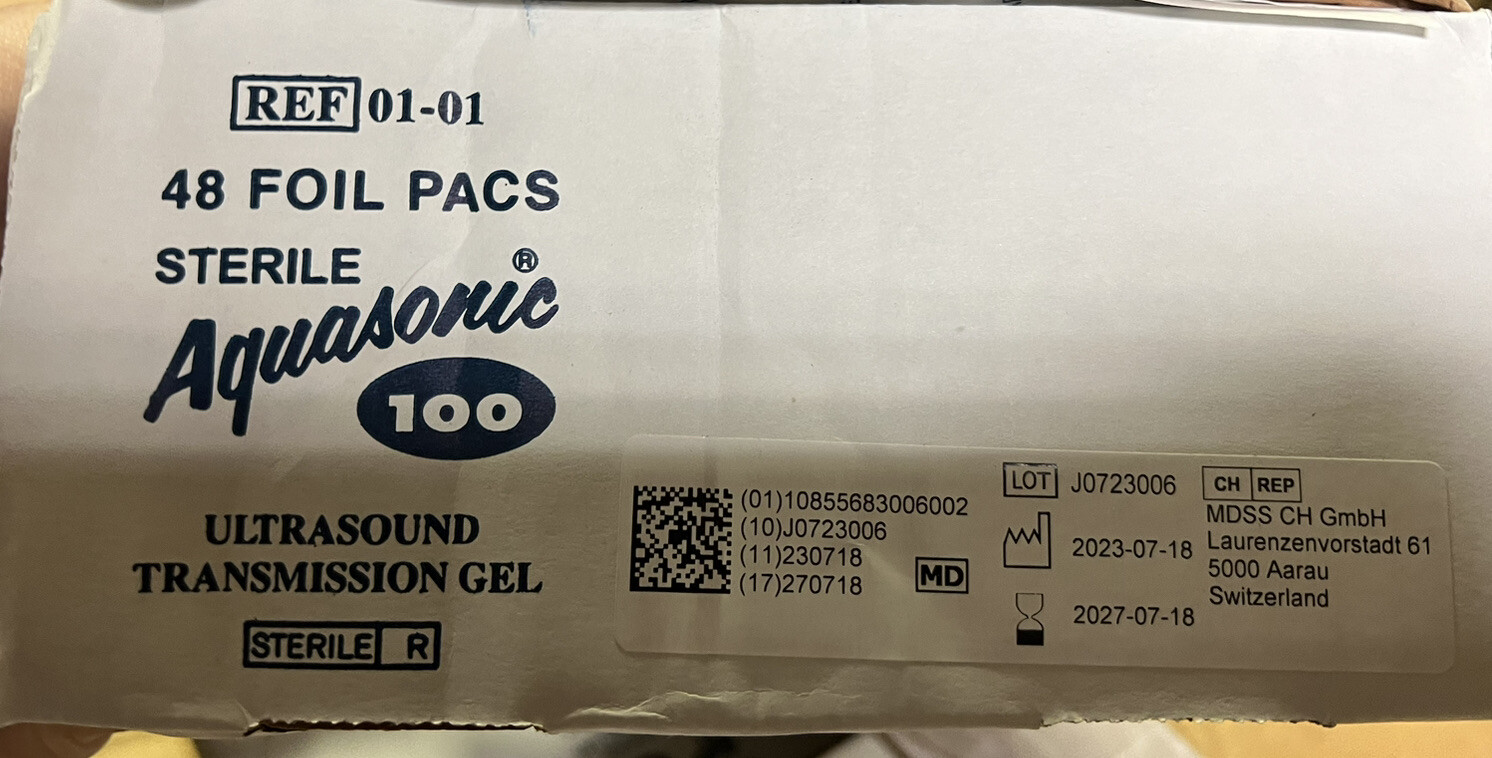 REF 01-01
48 FOIL PACS
STERILE
Aquasonic®
100
ULTRASOUND
TRANSMISSION GEL
STERILE R
(01)10855683006002
(10)J0723006
(11)230718
(17)270718
MD
LOT J0723006
2023-07-18
2027-07-18
CH REP
MDSS CH GmbH
Laurenzenvorstadt 61
5000 Aarau
Switzerland